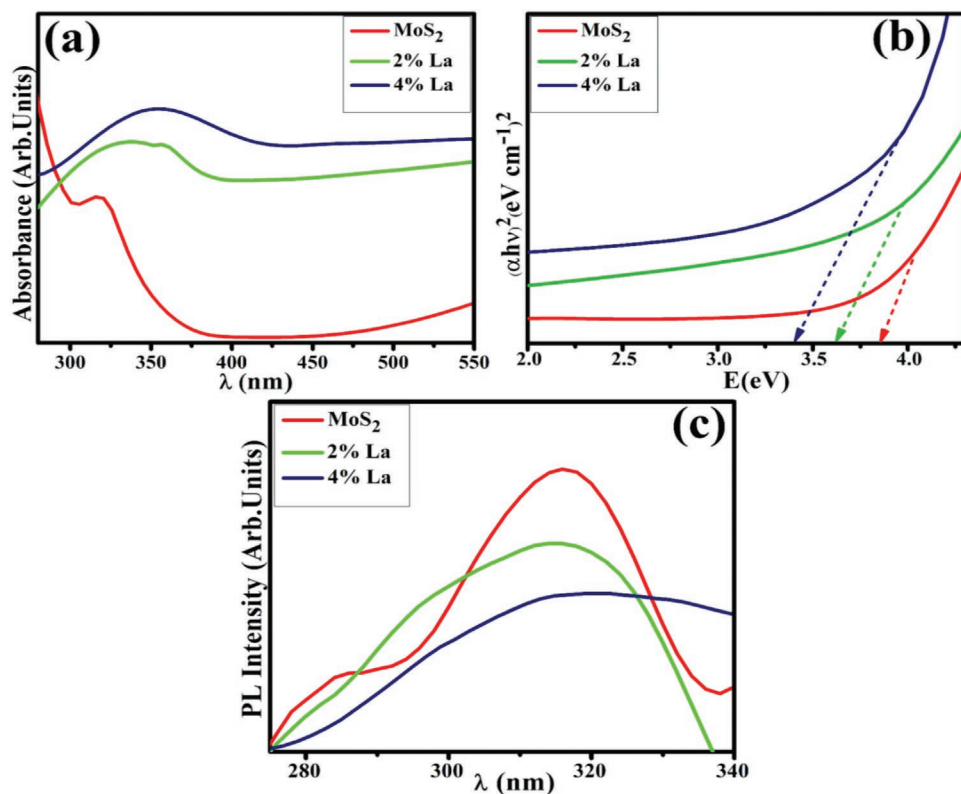 (a)
MoS₂
2% La
4% La
Absorbance (Arb.Units)
300 350 400 450 500 550
λ (nm)
(b)
MoS₂
2% La
4% La
(αhν)²(eV cm⁻¹)²
2.0 2.5 3.0 3.5 4.0
E(eV)
(c)
MoS₂
2% La
4% La
PL Intensity (Arb.Units)
280 300 320 340
λ (nm)